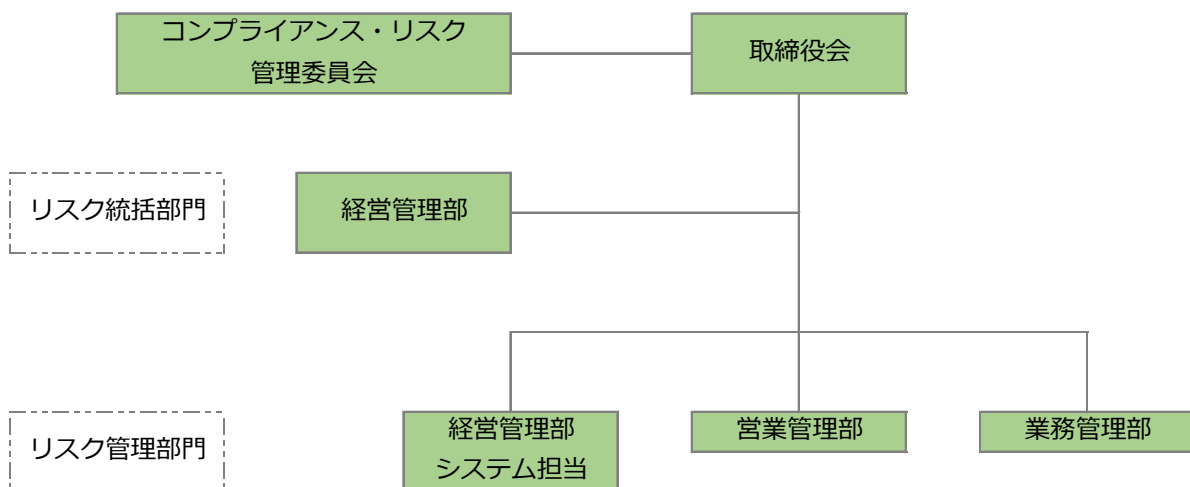 コンプライアンス・リスク
管理委員会
取締役会
リスク統括部門
経営管理部
リスク管理部門
経営管理部
システム担当
営業管理部
業務管理部